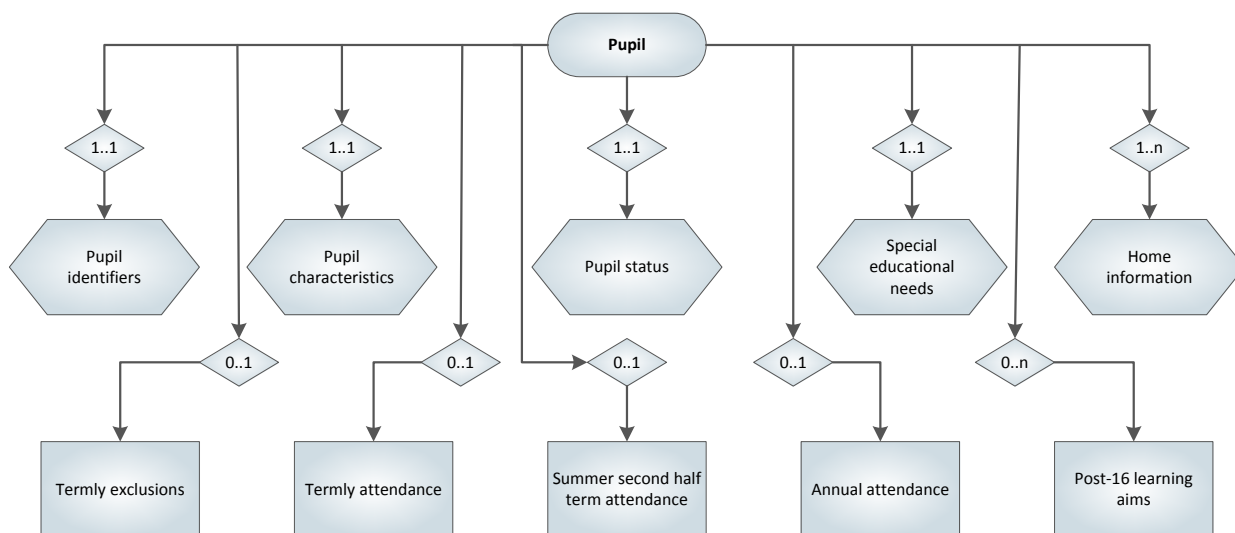 Pupil
1..1
1..1
1..1
1..1
1..n
Pupil
identifiers
Pupil
characteristics
Pupil status
Special
educational
needs
Home
information
0..1
0..1
0..1
0..1
0..n
Termly exclusions
Termly attendance
Summer second half
term attendance
Annual attendance
Post-16 learning
aims